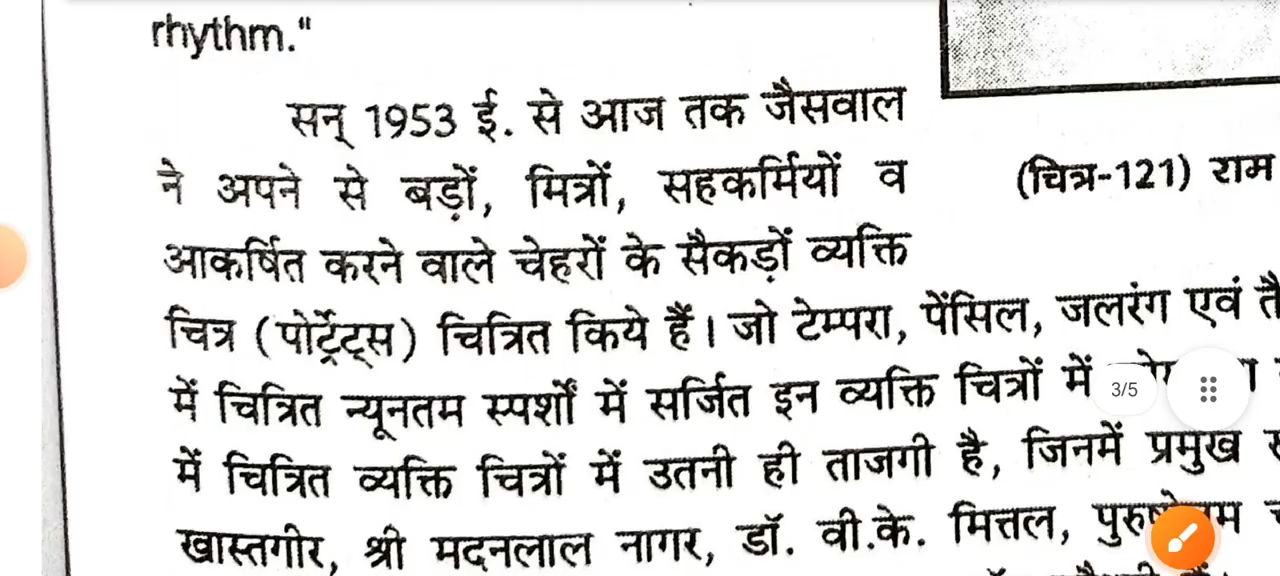 rhythm."
सन् 1953 ई. से आज तक जैसवाल
ने अपने से बड़ों, मित्रों, सहकर्मियों व
(चित्र-121) राम
आकर्षित करने वाले चेहरों के सैकड़ों व्यक्ति
चित्र (पोर्ट्रेट्स) चित्रित किये हैं। जो टेम्परा, पेंसिल, जलरंग एवं
में चित्रित न्यूनतम स्पर्शों में सर्जित इन व्यक्ति चित्रों में
3/5
में चित्रित व्यक्ति चित्रों में उतनी ही ताजगी है, जिनमें प्रमुख
खास्तगीर, श्री मदनलाल नागर, डॉ. वी.के. मित्तल,